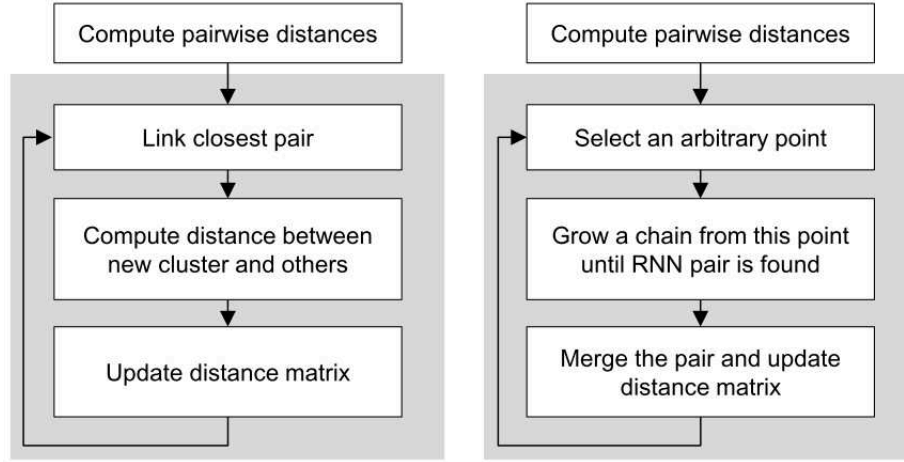 Compute pairwise distances
Link closest pair
Compute distance between
new cluster and others
Update distance matrix
Compute pairwise distances
Select an arbitrary point
Grow a chain from this point
until RNN pair is found
Merge the pair and update
distance matrix